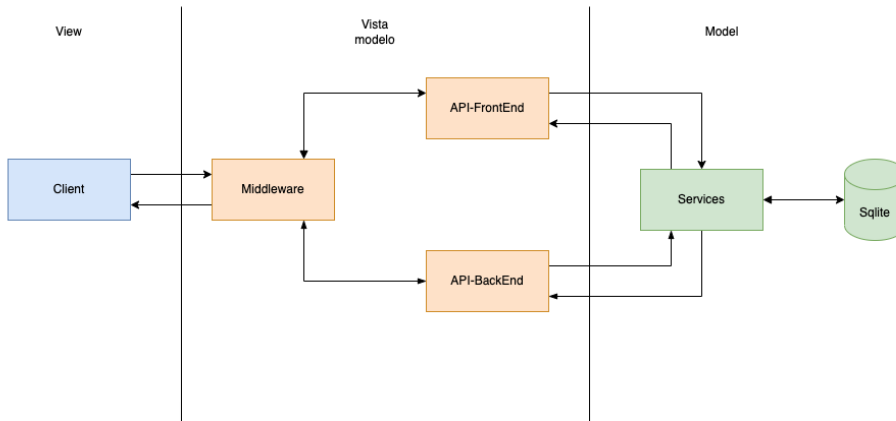 View
Vista
modelo
Model
API-FrontEnd
Client
Middleware
Services
Sqlite
API-BackEnd